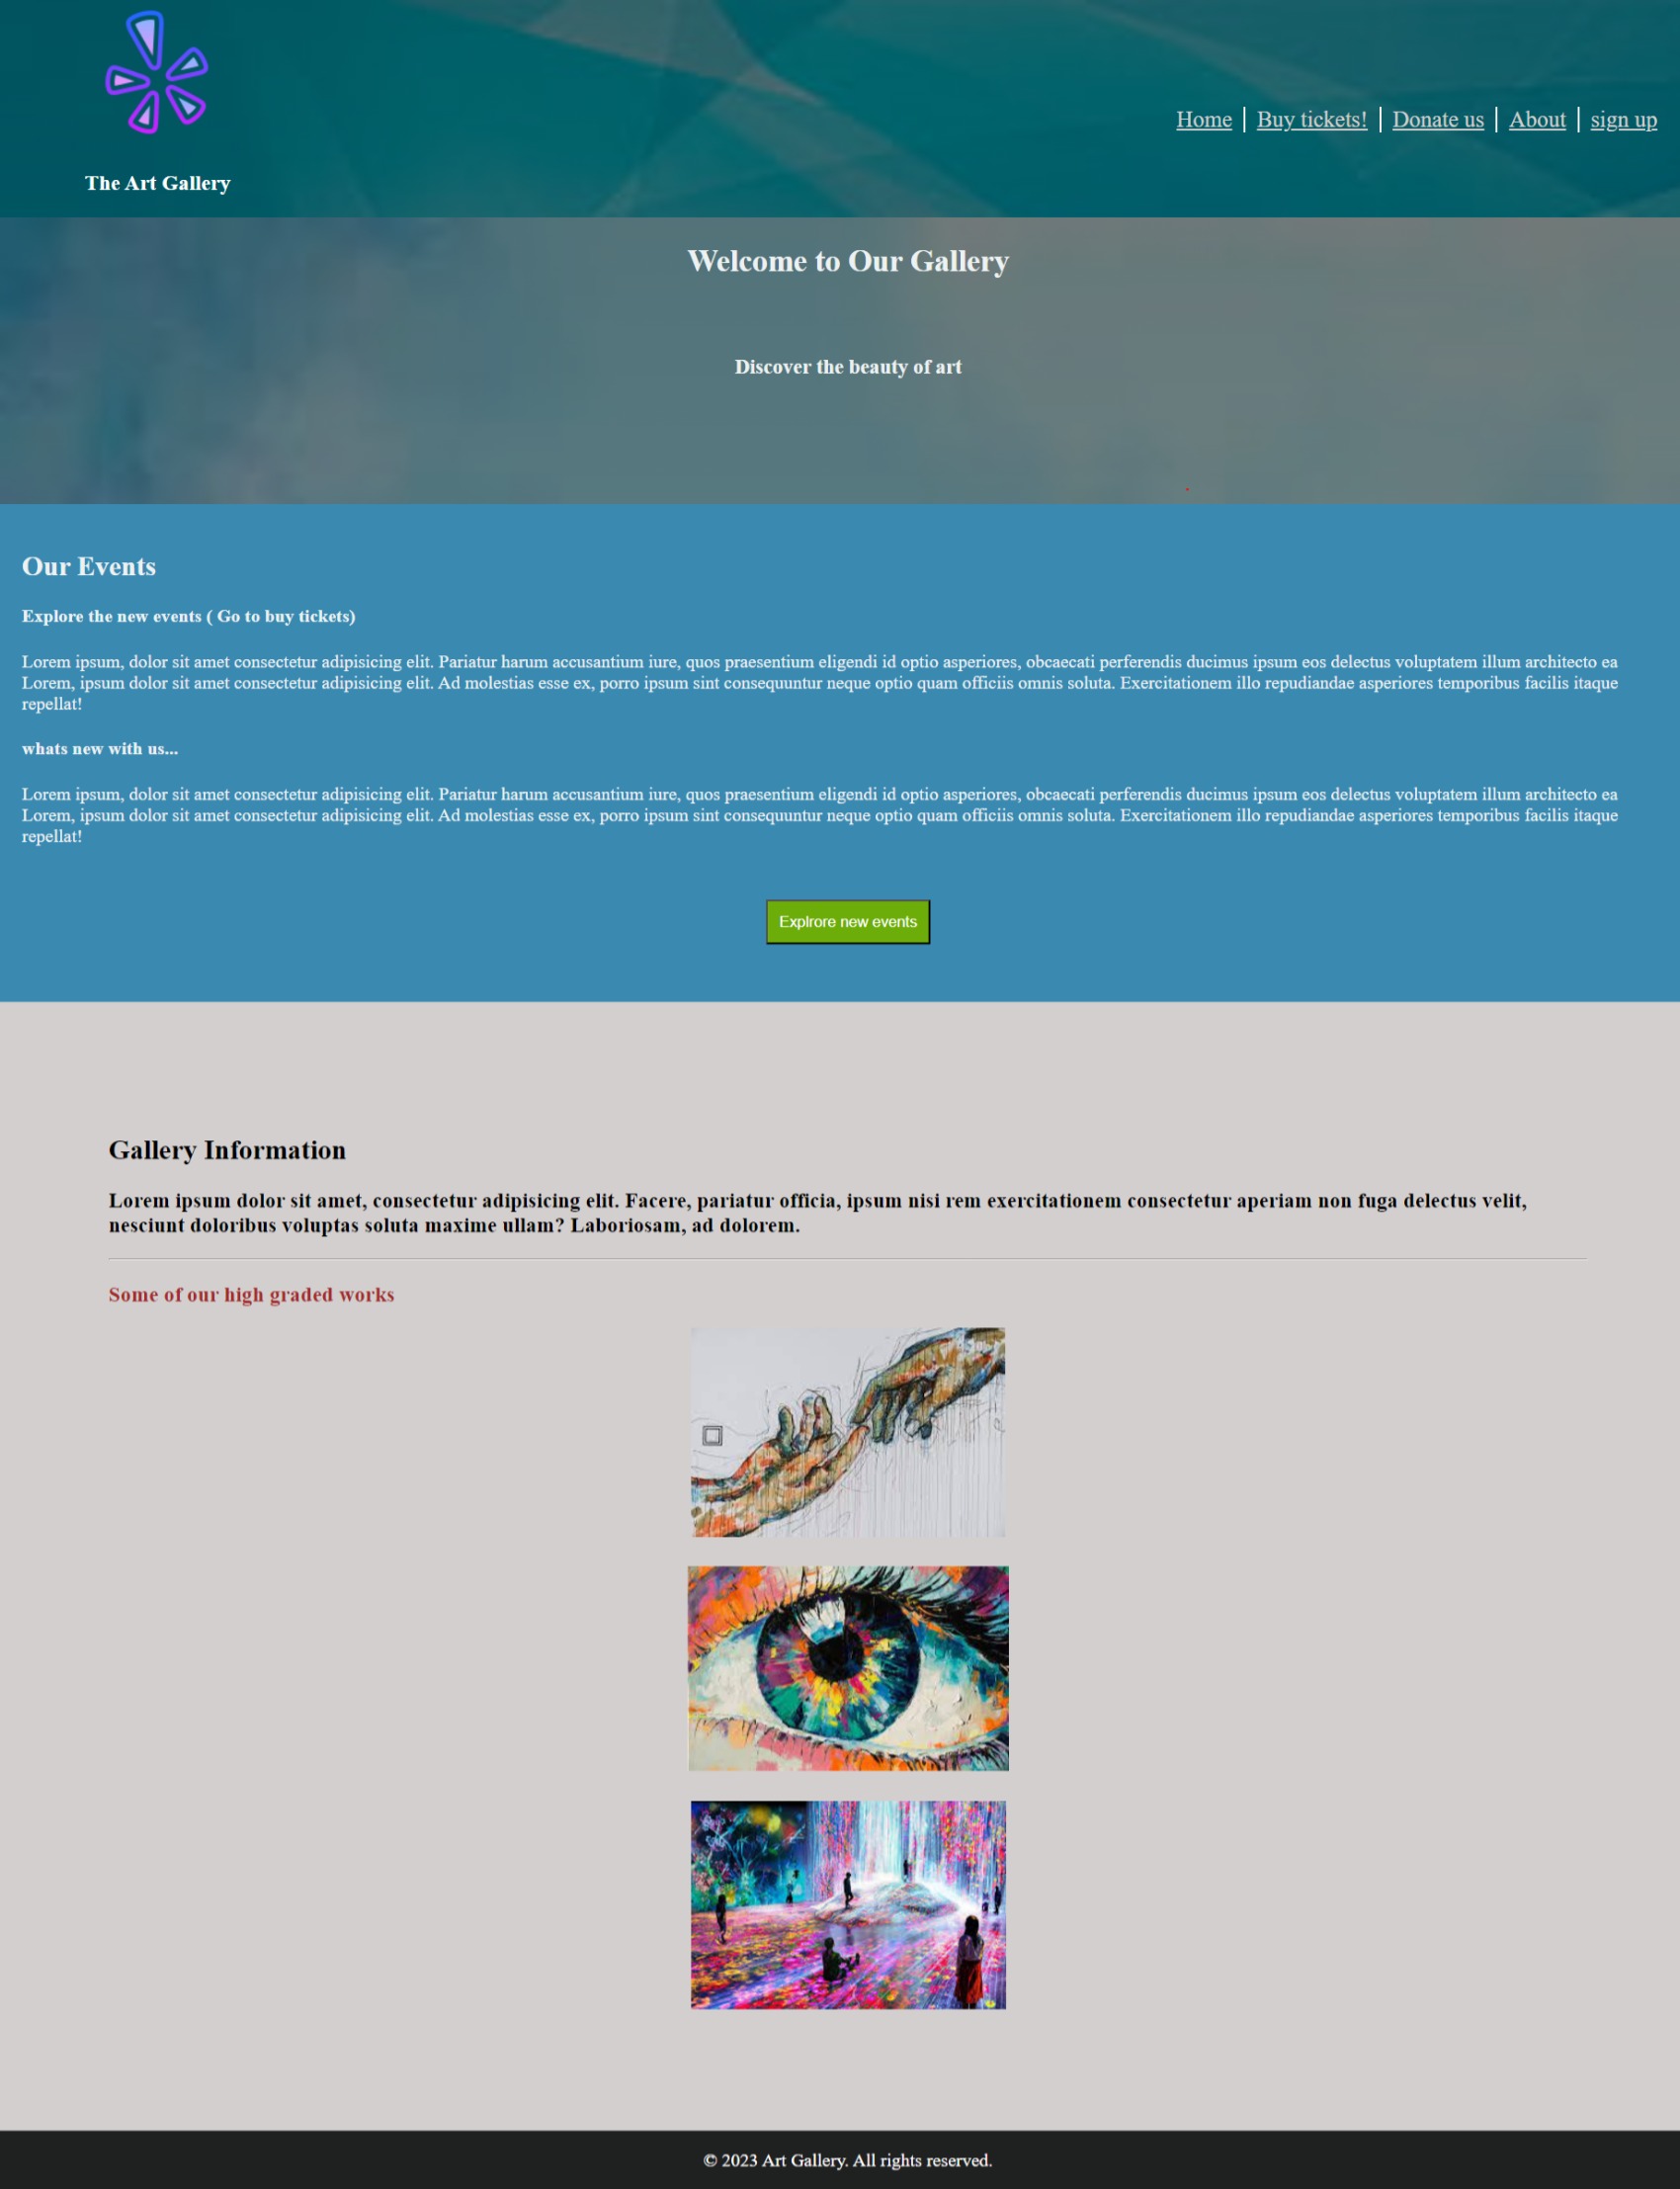 The Art Gallery
Home
Buy tickets!
Donate us
About
sign up
Welcome to Our Gallery
Discover the beauty of art
Our Events
Explore the new events ( Go to buy tickets)
Lorem ipsum, dolor sit amet consectetur adipisicing elit. Pariatur harum accusantium iure, quos praesentium eligendi id optio asperiores, obcaecati perferendis ducimus ipsum eos delectus voluptatem illum architecto ea
Lorem, ipsum dolor sit amet consectetur adipisicing elit. Ad molestias esse ex, porro ipsum sint consequuntur neque optio quam officiis omnis soluta. Exercitationem illo repudiandae asperiores temporibus facilis itaque
repellat!
whats new with us...
Lorem ipsum, dolor sit amet consectetur adipisicing elit. Pariatur harum accusantium iure, quos praesentium eligendi id optio asperiores, obcaecati perferendis ducimus ipsum eos delectus voluptatem illum architecto ea
Lorem, ipsum dolor sit amet consectetur adipisicing elit. Ad molestias esse ex, porro ipsum sint consequuntur neque optio quam officiis omnis soluta. Exercitationem illo repudiandae asperiores temporibus facilis itaque
repellat!
Explrore new events
Gallery Information
Lorem ipsum dolor sit amet, consectetur adipisicing elit. Facere, pariatur officia, ipsum nisi rem exercitationem consectetur aperiam non fuga delectus velit,
nesciunt doloribus voluptas soluta maxime ullam? Laboriosam, ad dolorem.
Some of our high graded works
© 2023 Art Gallery. All rights reserved.